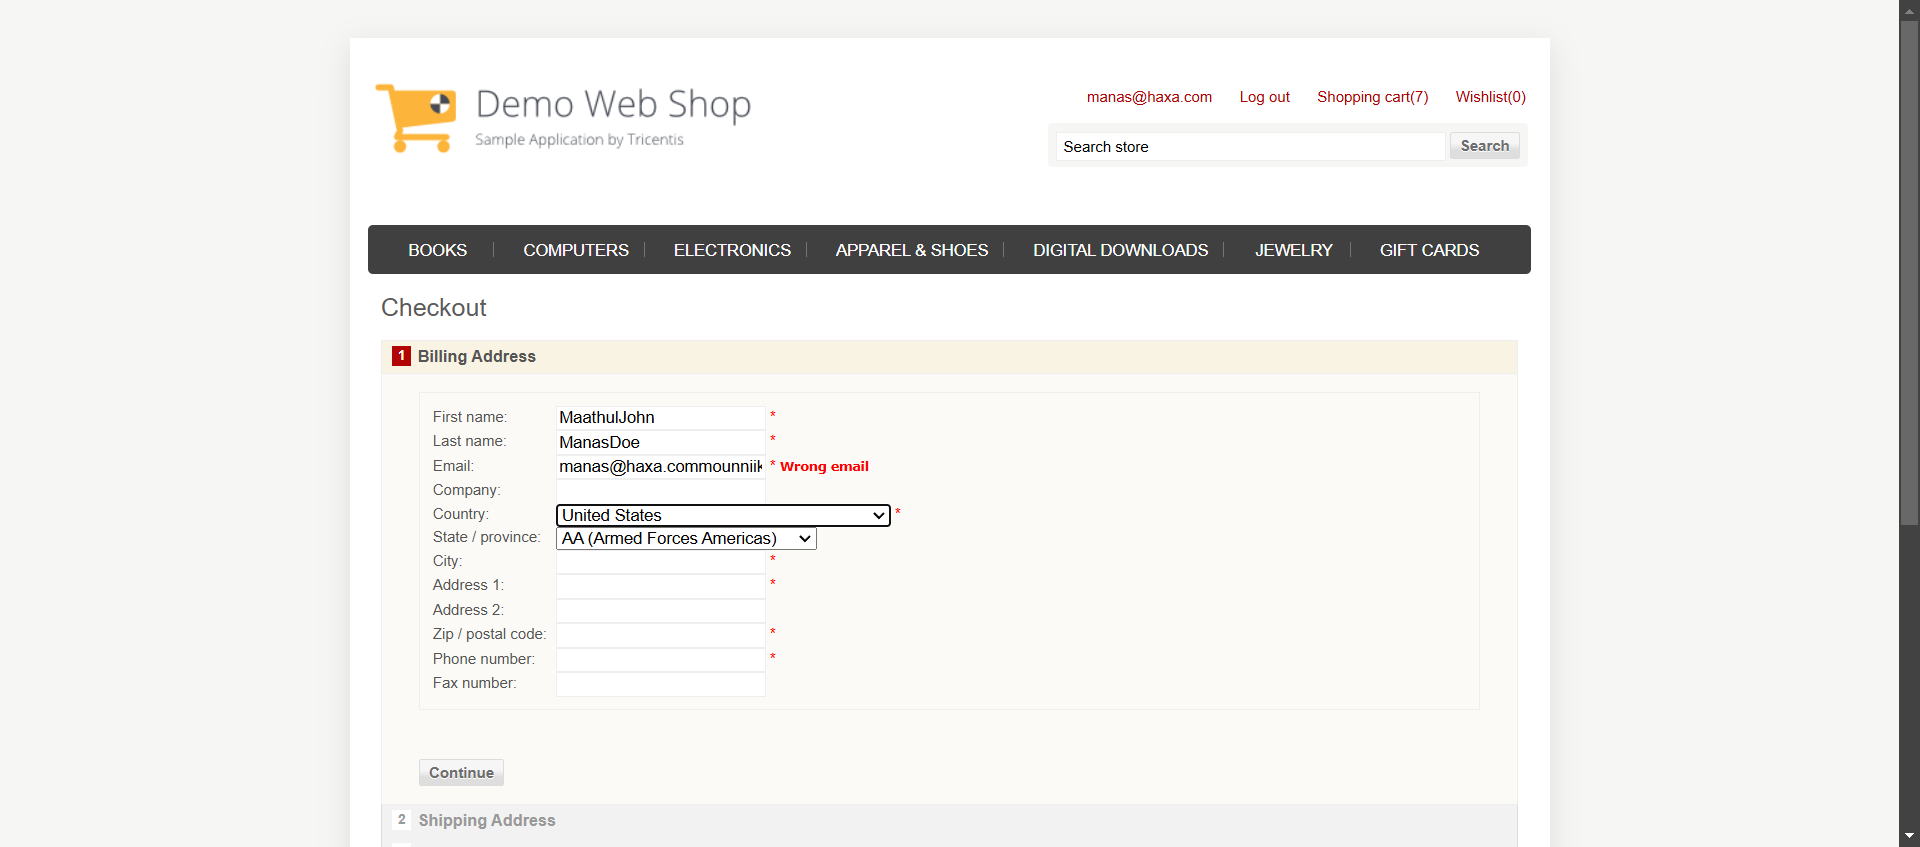 Demo Web Shop
Sample Application by Tricentis
manas@haxa.com Log out Shopping cart(7) Wishlist(0)
Search store Search
BOOKS COMPUTERS ELECTRONICS APPAREL & SHOES DIGITAL DOWNLOADS JEWELRY GIFT CARDS
Checkout
1 Billing Address
First name: MaathulJohn *
Last name: ManasDoe *
Email: manas@haxa.commounniik * Wrong email
Company:
Country: United States *
State / province: AA (Armed Forces Americas)
City: *
Address 1: *
Address 2:
Zip / postal code: *
Phone number: *
Fax number:
Continue
2 Shipping Address